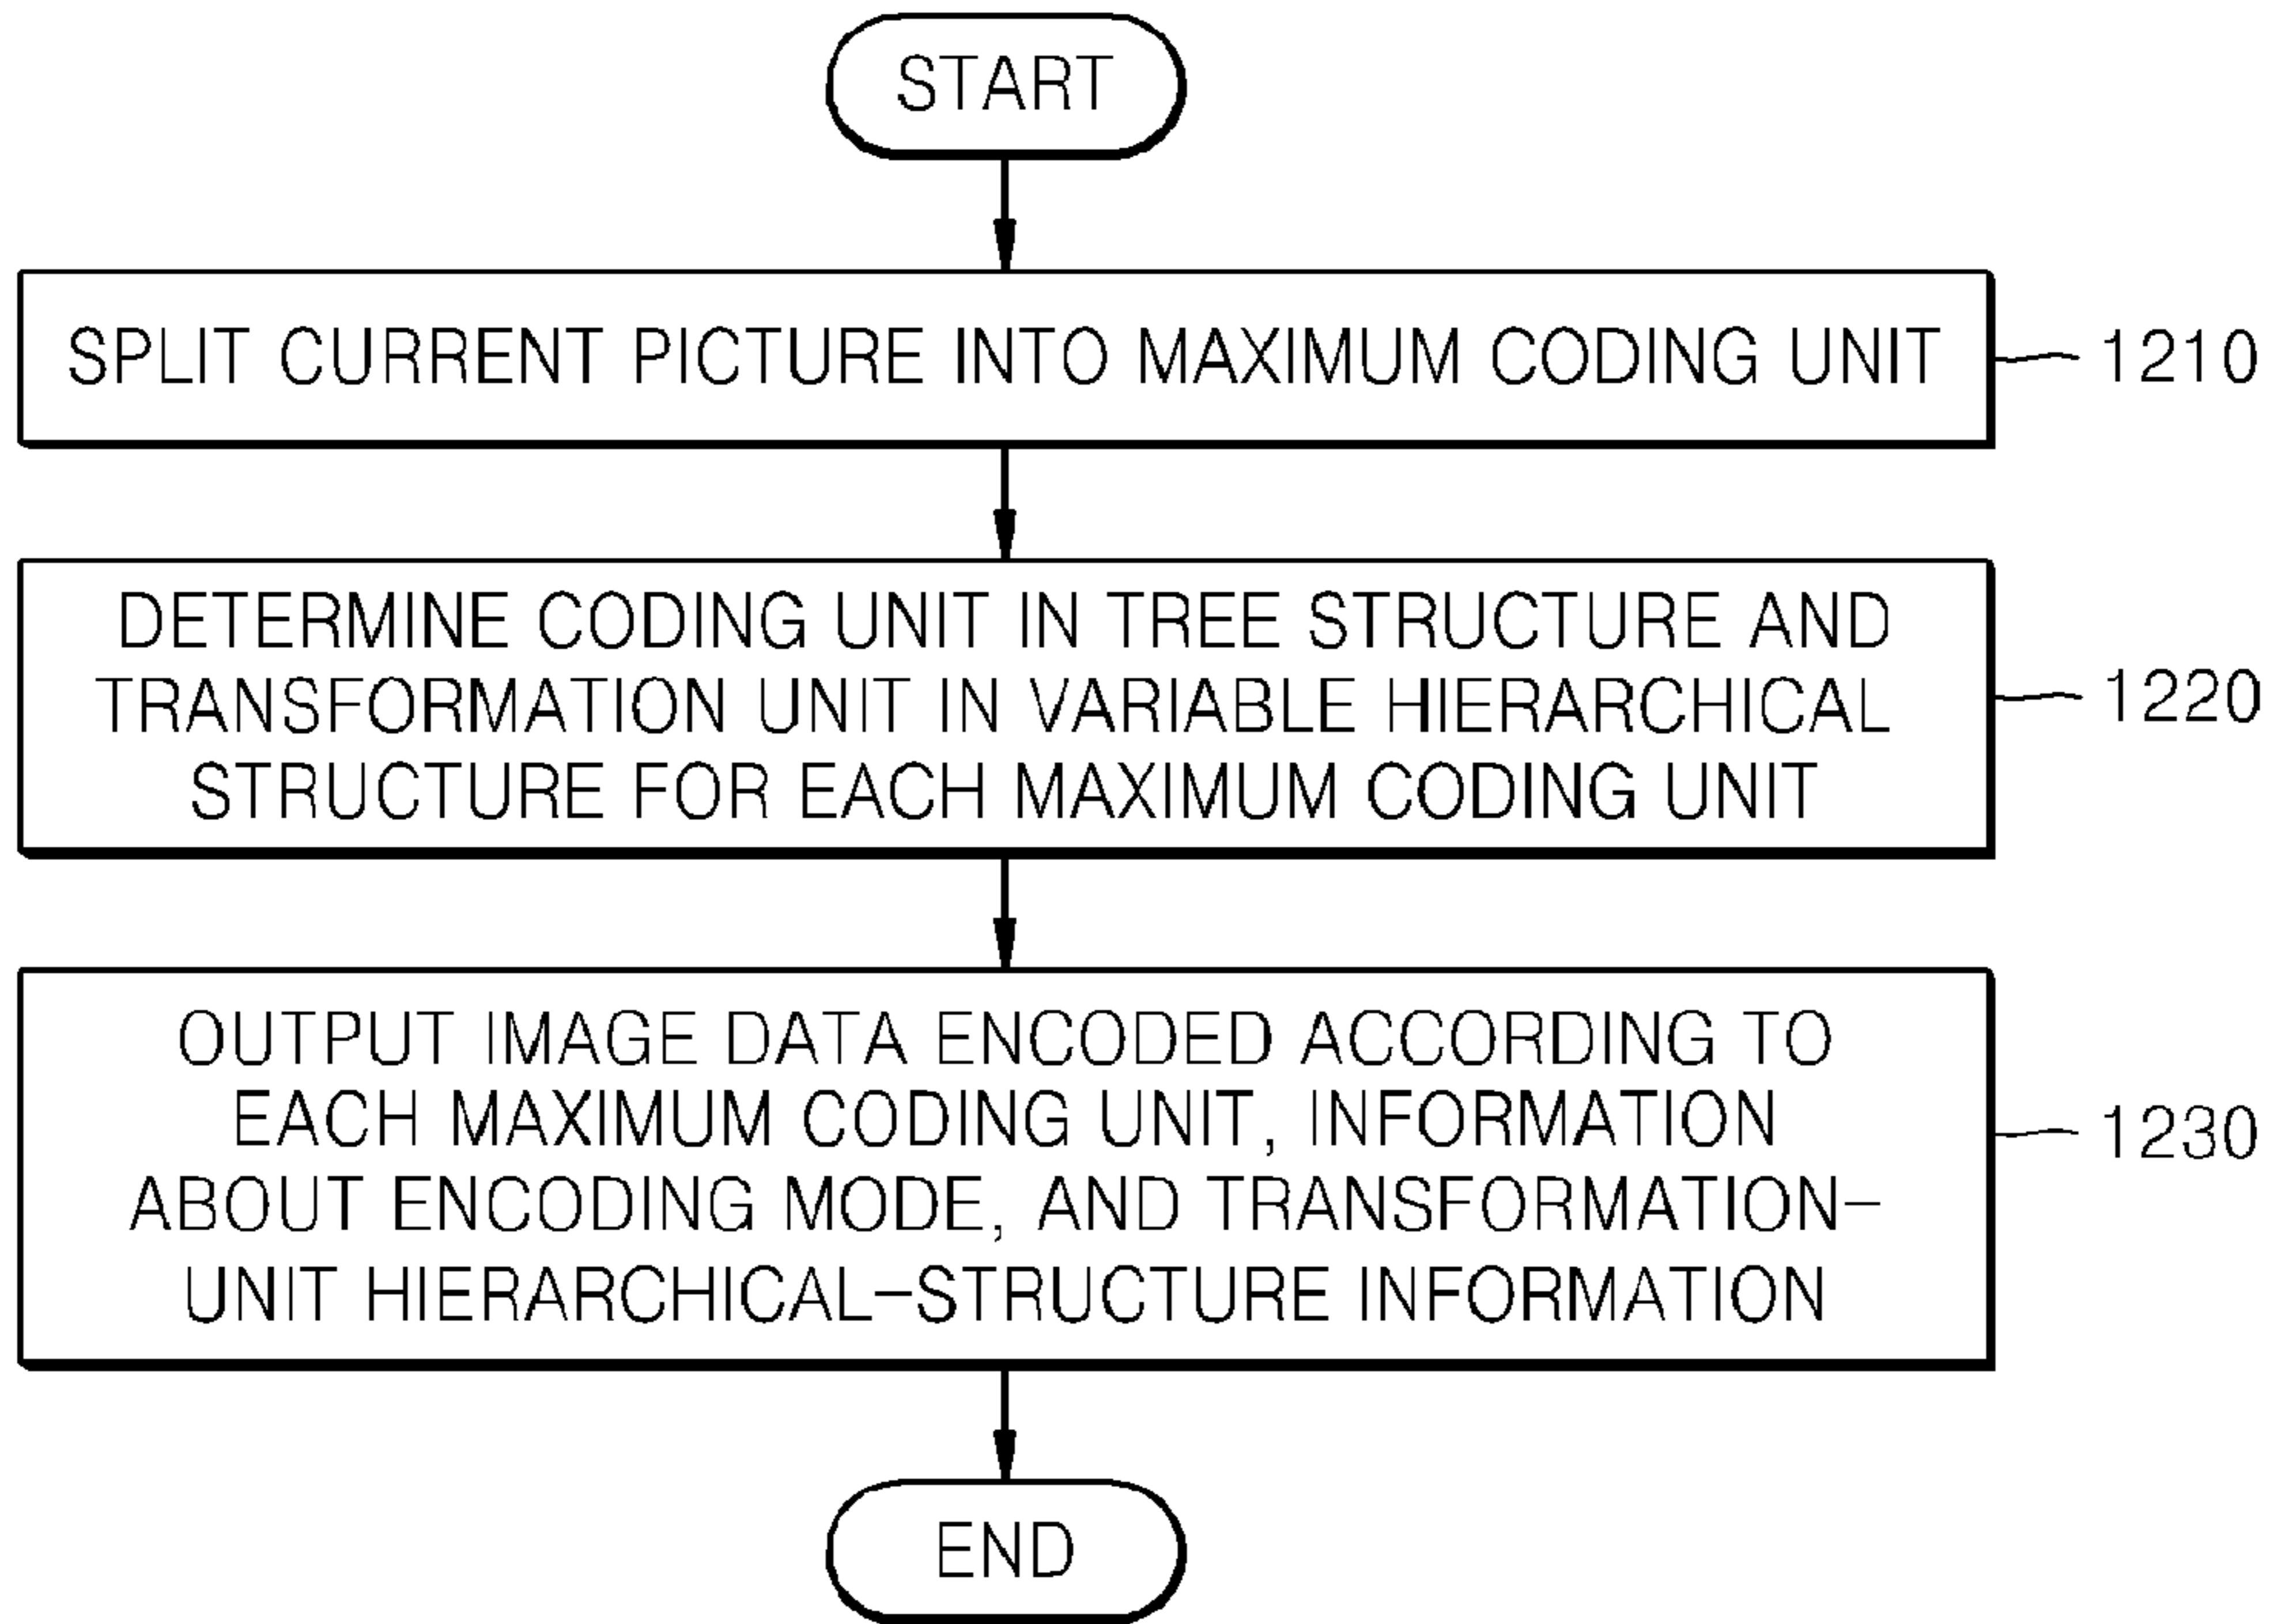 START
SPLIT CURRENT PICTURE INTO MAXIMUM CODING UNIT
1210
DETERMINE CODING UNIT IN TREE STRUCTURE AND
TRANSFORMATION UNIT IN VARIABLE HIERARCHICAL
STRUCTURE FOR EACH MAXIMUM CODING UNIT
1220
OUTPUT IMAGE DATA ENCODED ACCORDING TO
EACH MAXIMUM CODING UNIT, INFORMATION
ABOUT ENCODING MODE, AND TRANSFORMATION–
UNIT HIERARCHICAL–STRUCTURE INFORMATION
1230
END